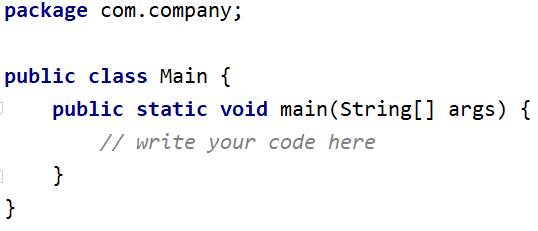 package com.company;
public class Main {
public static void main(String[] args) {
// write your code here
}
}